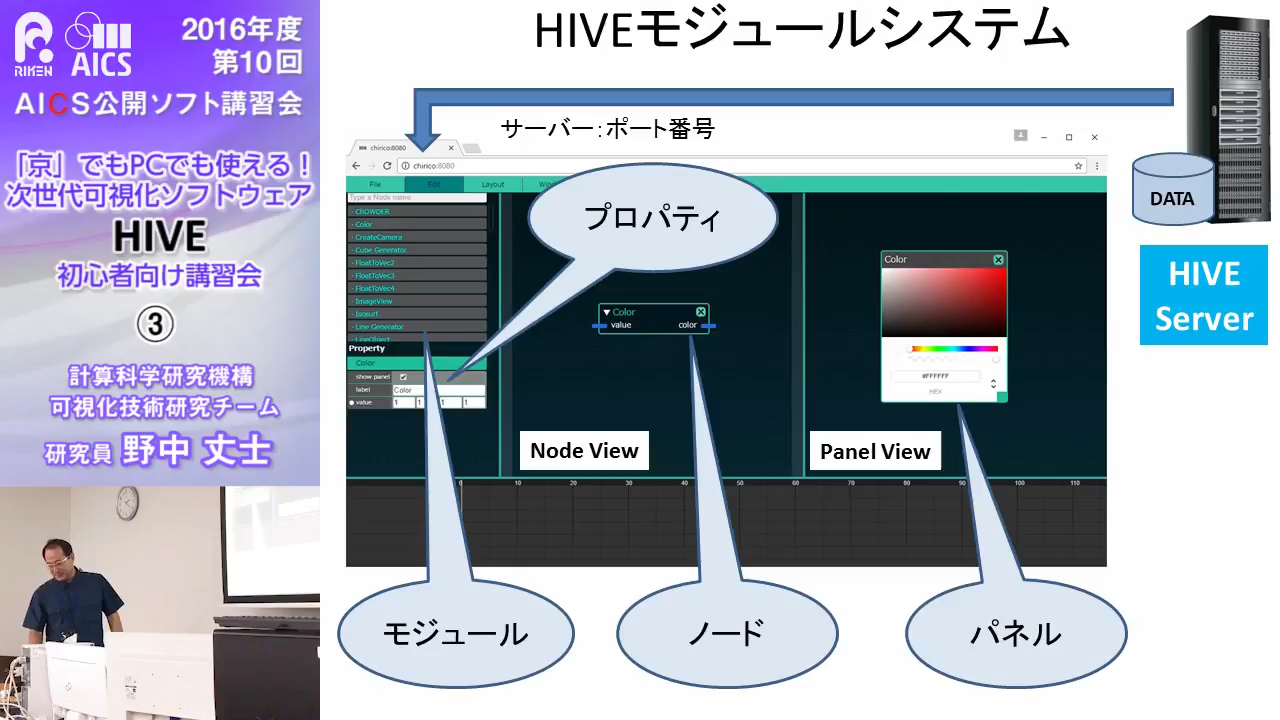 RIKEN
AICS
2016年度
第10回
AICS公開ソフト講習会
「京」でもPCでも使える！
次世代可視化ソフトウェア
HIVE
初心者向け講習会
③
計算科学研究機構
可視化技術研究チーム
研究員 野中 丈士
HIVEモジュールシステム
サーバー：ポート番号
chirico:8080
chirico:8080
File
Edit
Layout
Type a Node name
ChOWDER
Color
CreateCamera
Cube Generator
FloatToVec2
FloatToVec3
FloatToVec4
ImageView
Isosurf
Line Generator
LineObject
Property
Color
show panel
label Color
value 1 1 1 1
プロパティ
Color
value color
Node View
Color
#FFFFFF
HEX
Panel View
0 10 20 30 40 50 60 70 80 90 100 110
DATA
HIVE
Server
モジュール
ノード
パネル